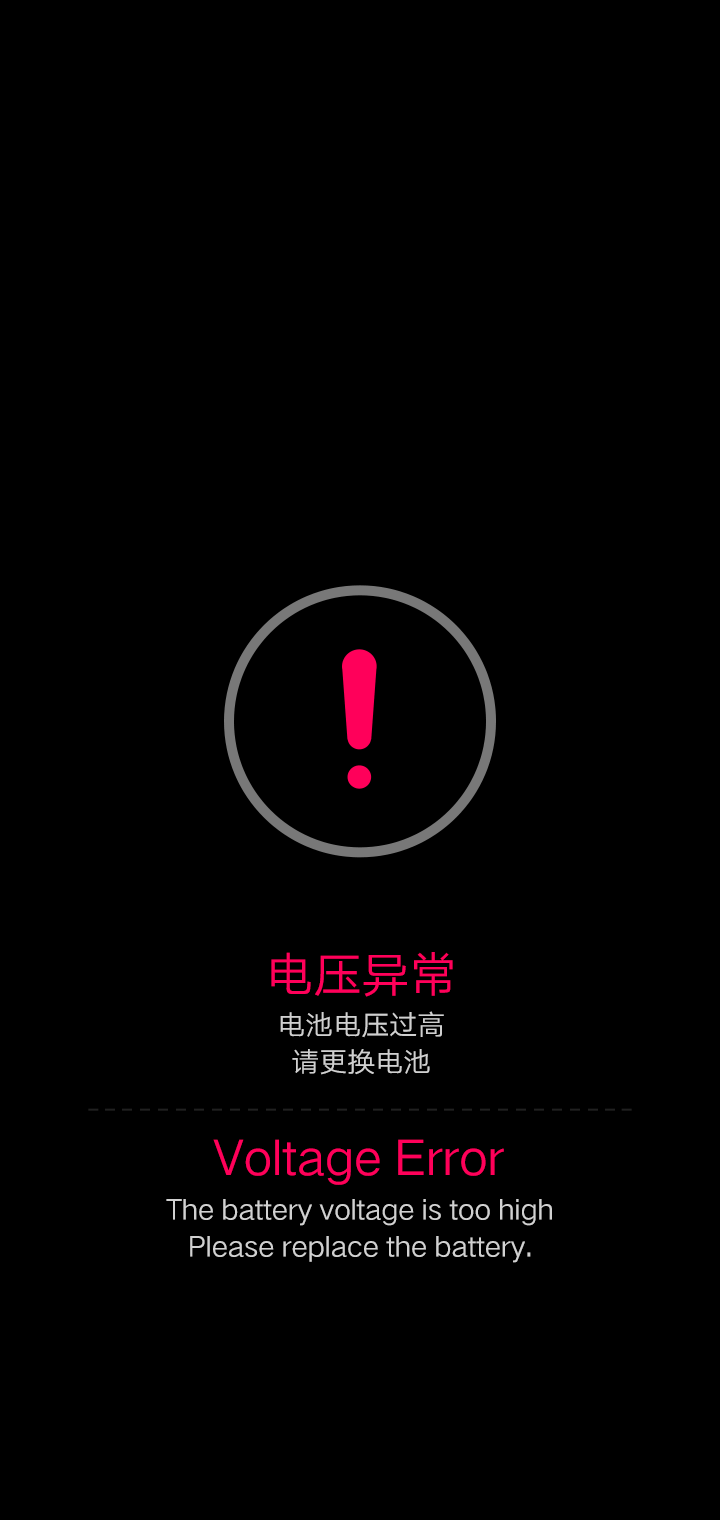 电压异常
电池电压过高
请更换电池
Voltage Error
The battery voltage is too high
Please replace the battery.